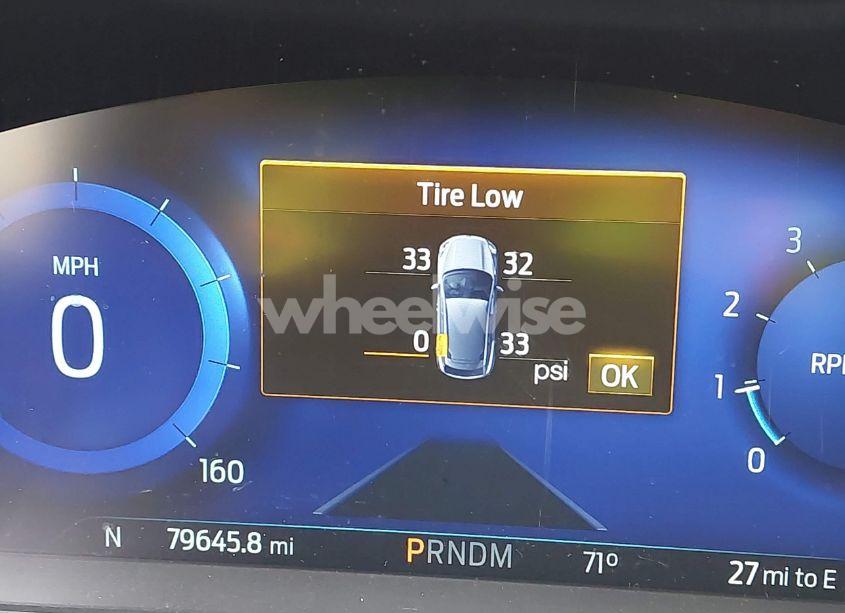 Tire Low
33 32
0 33
psi OK
MPH
0
160
3
2
1
0
RP
wheelwise
N 79645.8 mi PRNDM 71° 27 mi to E